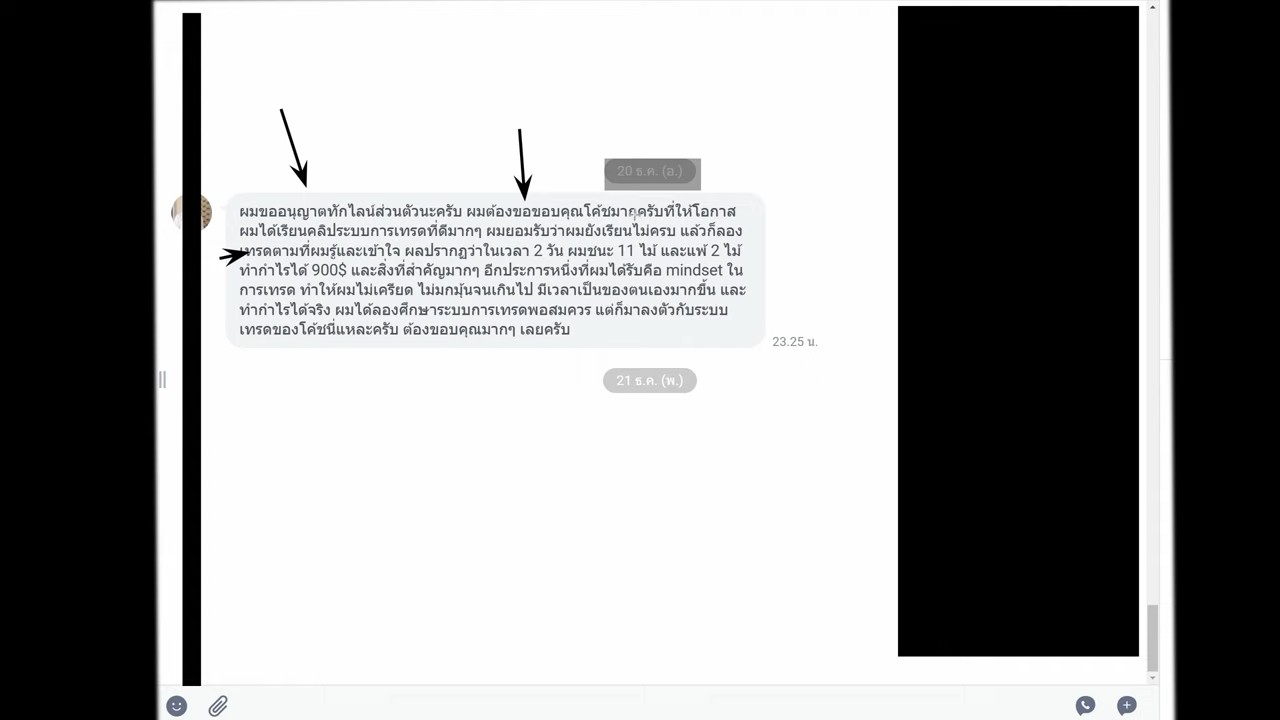 20 ธ.ค. (อ.)
ผมขออนุญาตทักไลน์ส่วนตัวนะครับ ผมต้องขอขอบคุณโค้ชมากครับที่ให้โอกาส
ผมได้เรียนคลิประบบการเทรดที่ดีมากๆ ผมยอมรับว่าผมยังเรียนไม่ครบ แล้วก็ลอง
เทรดตามที่ผมรู้และเข้าใจ ผลปรากฏว่าในเวลา 2 วัน ผมชนะ 11 ไม้ และแพ้ 2 ไม้
ทำกำไรได้ 900$ และสิ่งที่สำคัญมากๆ อีกประการหนึ่งที่ผมได้รับคือ mindset ใน
การเทรด ทำให้ผมไม่เครียด ไม่มกมุ้นจนเกินไป มีเวลาเป็นของตนเองมากขึ้น และ
ทำกำไรได้จริง ผมได้ลองศึกษาระบบการเทรดพอสมควร แต่ก็มาลงตัวกับระบบ
เทรดของโค้ชนี่แหละครับ ต้องขอบคุณมากๆ เลยครับ
23.25 น.
21 ธ.ค. (พ.)